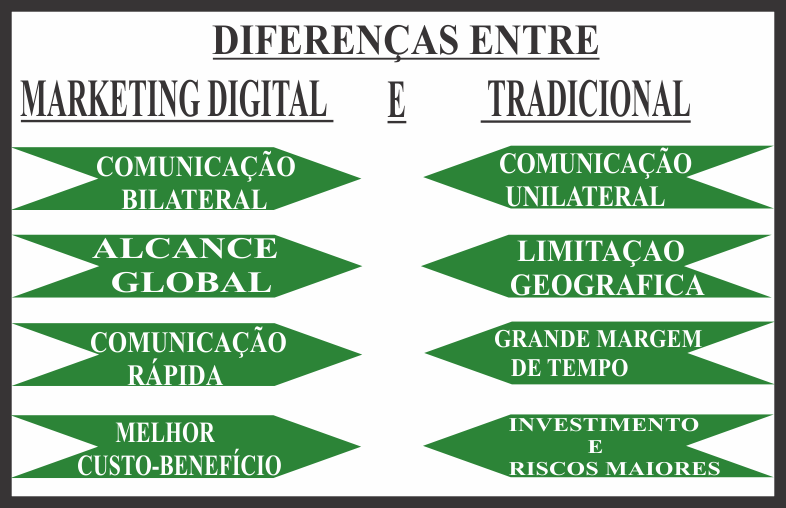 DIFERENÇAS ENTRE
MARKETING DIGITAL E TRADICIONAL
COMUNICAÇÃO
BILATERAL
COMUNICAÇÃO
UNILATERAL
ALCANCE
GLOBAL
LIMITAÇAO
GEOGRAFICA
COMUNICAÇÃO
RÁPIDA
GRANDE MARGEM
DE TEMPO
MELHOR
CUSTO-BENEFÍCIO
INVESTIMENTO
E
RISCOS MAIORES